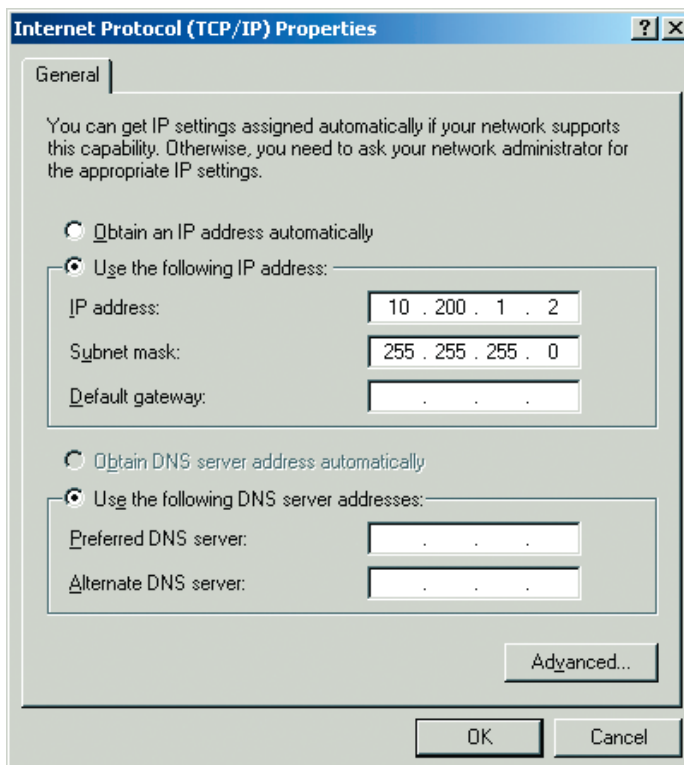 Internet Protocol (TCP/IP) Properties
General
You can get IP settings assigned automatically if your network supports
this capability. Otherwise, you need to ask your network administrator for
the appropriate IP settings.
Obtain an IP address automatically
Use the following IP address:
IP address: 10 . 200 . 1 . 2
Subnet mask: 255 . 255 . 255 . 0
Default gateway: . . .
Obtain DNS server address automatically
Use the following DNS server addresses:
Preferred DNS server: . . .
Alternate DNS server: . . .
Advanced...
OK Cancel